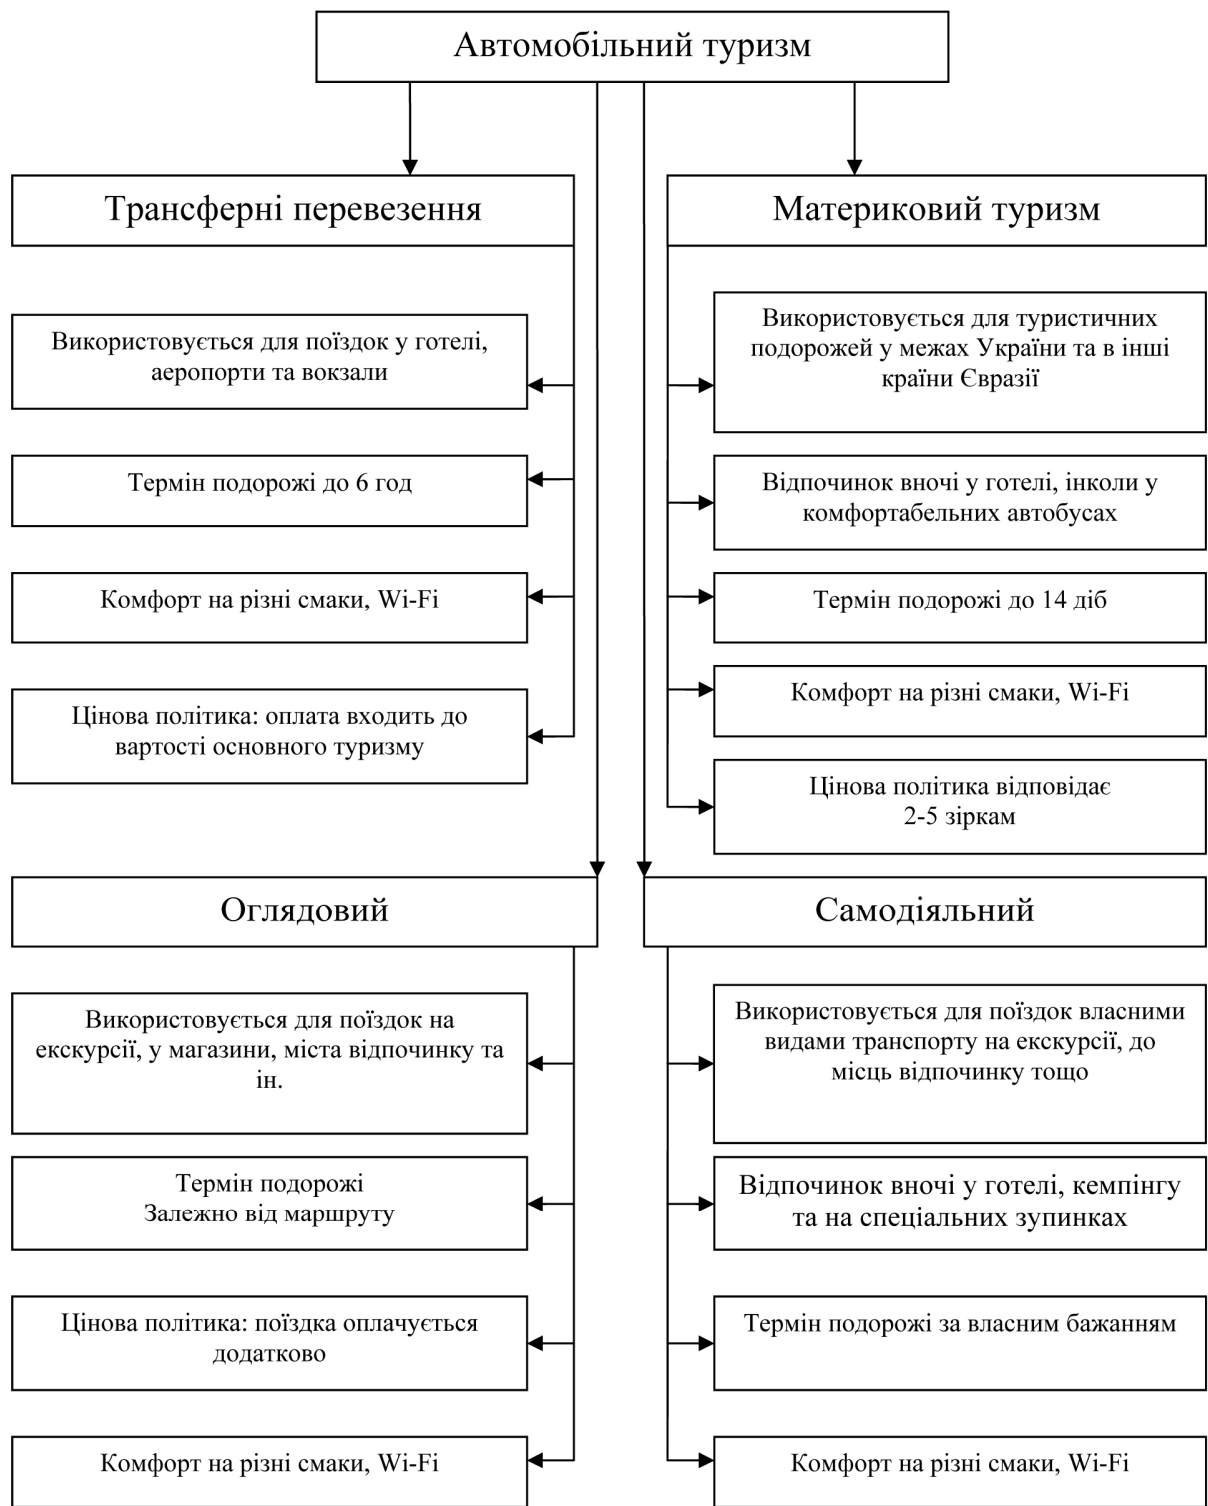 Автомобільний туризм
Трансферні перевезення
Використовується для поїздок у готелі,
аеропорти та вокзали
Термін подорожі до 6 год
Комфорт на різні смаки, Wi-Fi
Цінова політика: оплата входить до
вартості основного туризму
Материковий туризм
Використовується для туристичних
подорожей у межах України та в інші
країни Євразії
Відпочинок вночі у готелі, інколи у
комфортабельних автобусах
Термін подорожі до 14 діб
Комфорт на різні смаки, Wi-Fi
Цінова політика відповідає
2-5 зіркам
Оглядовий
Використовується для поїздок на
екскурсії, у магазини, міста відпочинку та
ін.
Термін подорожі
Залежно від маршруту
Цінова політика: поїздка оплачується
додатково
Комфорт на різні смаки, Wi-Fi
Самодіяльний
Використовується для поїздок власними
видами транспорту на екскурсії, до
місць відпочинку тощо
Відпочинок вночі у готелі, кемпінгу
та на спеціальних зупинках
Термін подорожі за власним бажанням
Комфорт на різні смаки, Wi-Fi